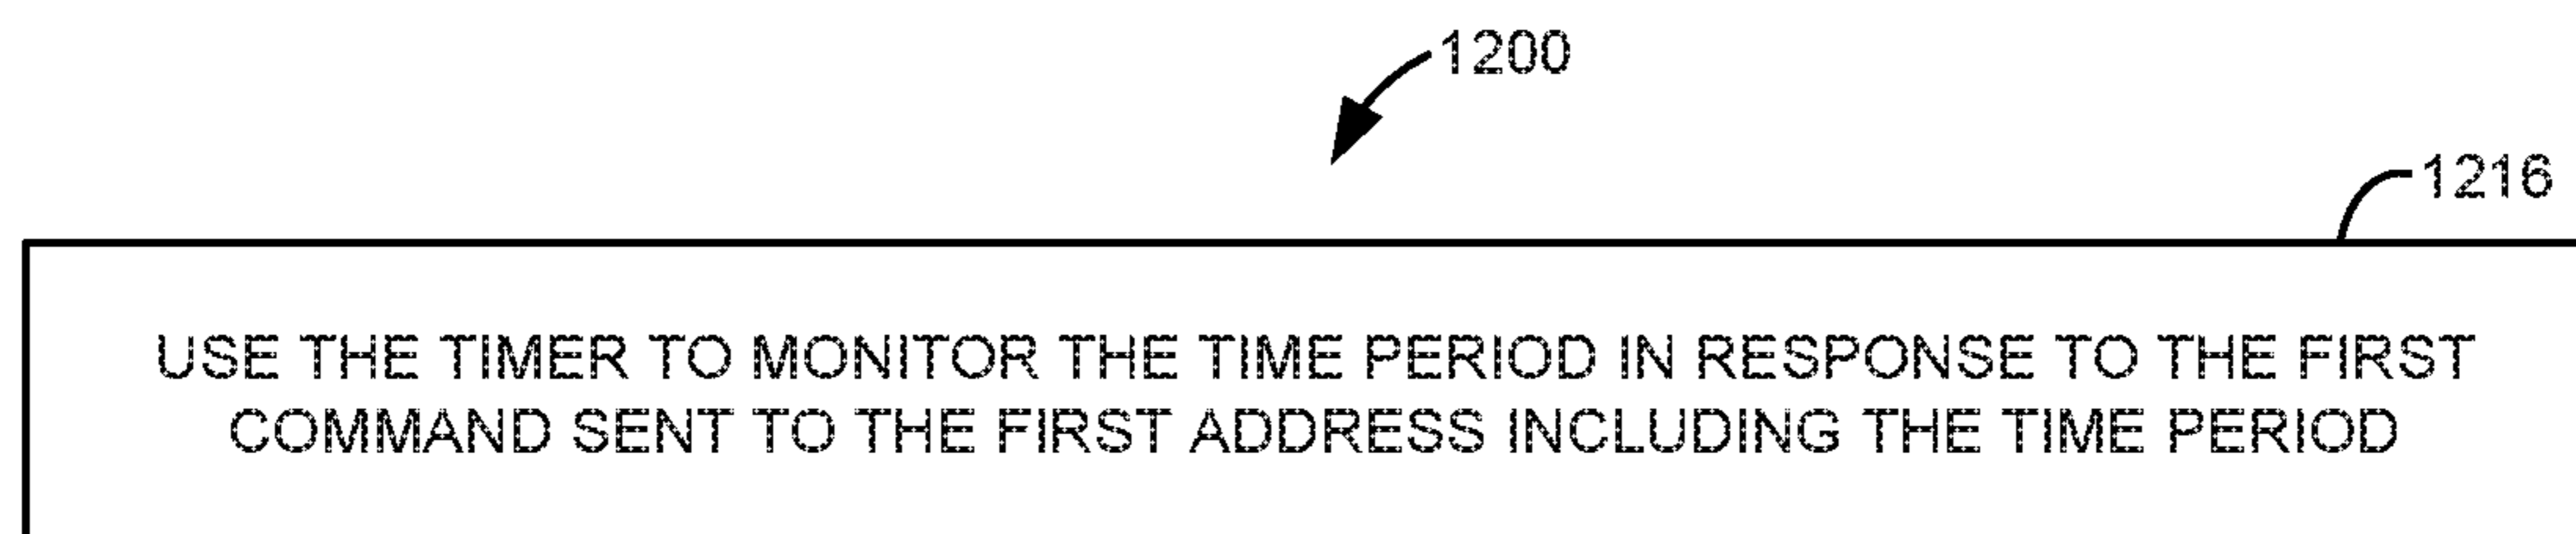 1200
1216
USE THE TIMER TO MONITOR THE TIME PERIOD IN RESPONSE TO THE FIRST
COMMAND SENT TO THE FIRST ADDRESS INCLUDING THE TIME PERIOD